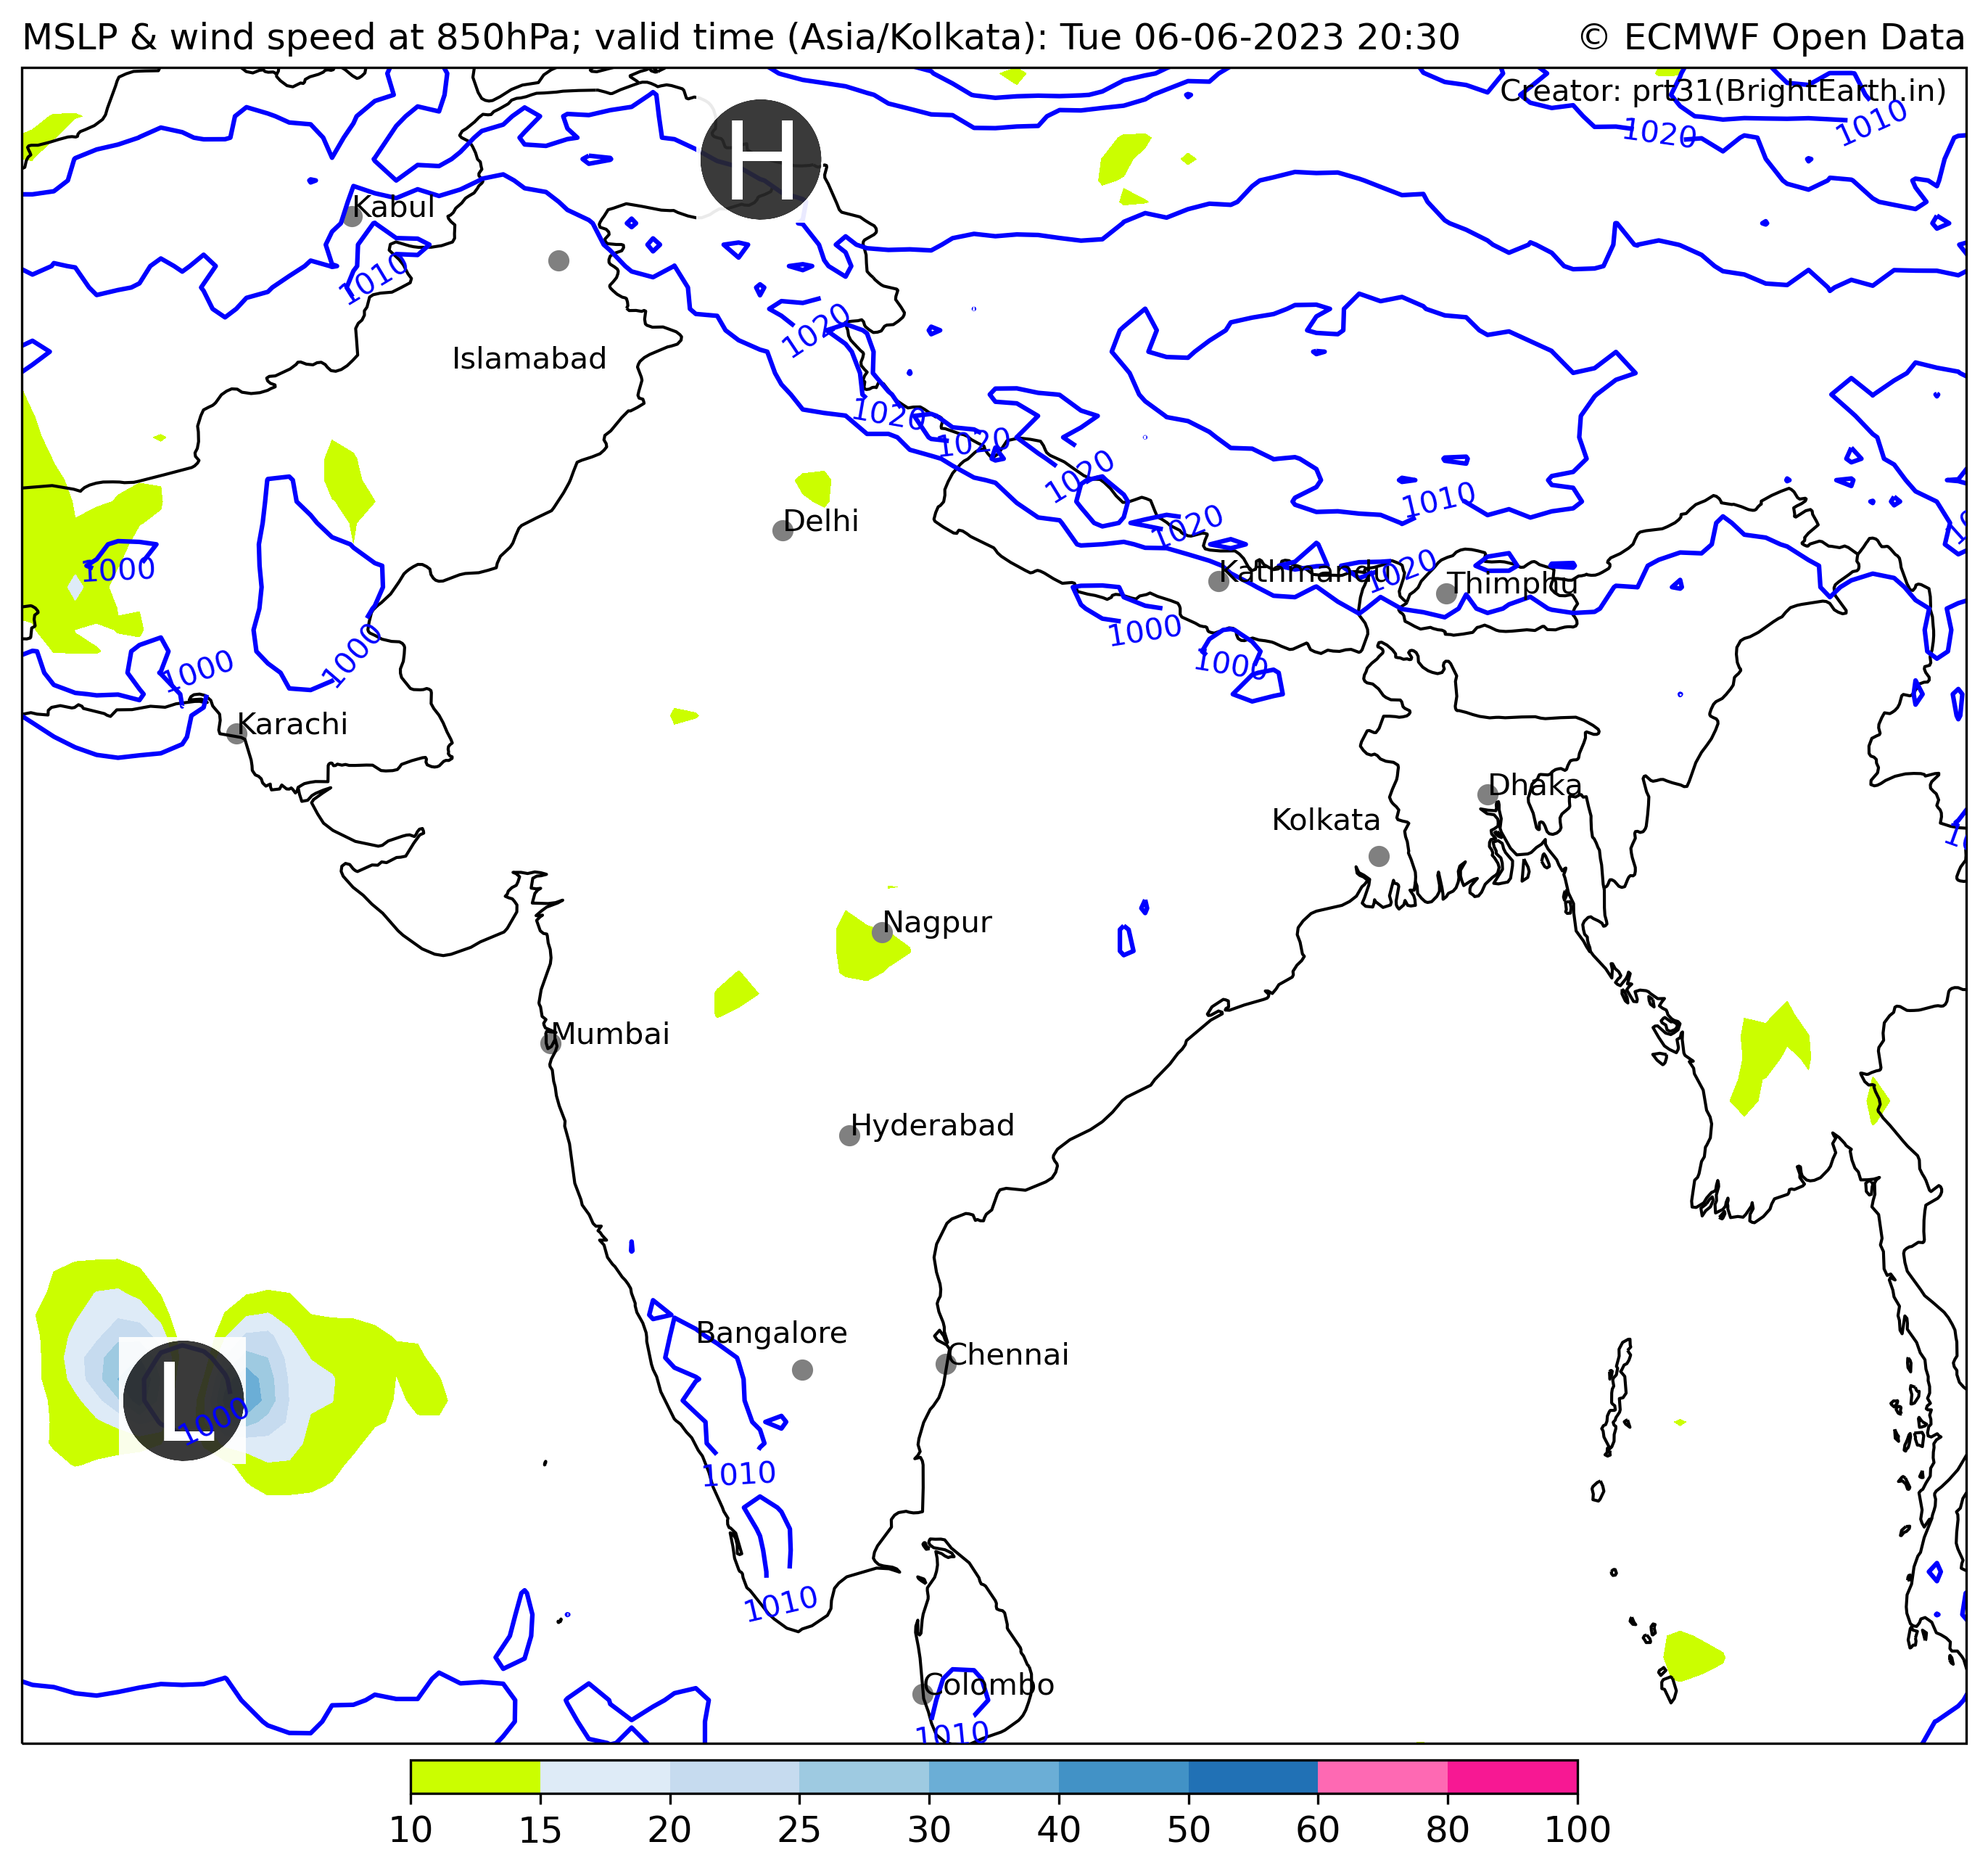 MSLP & wind speed at 850hPa; valid time (Asia/Kolkata): Tue 06-06-2023 20:30
© ECMWF Open Data
Creator: prt31(BrightEarth.in)
1010
1020
H
Kabul
1010
1020
Islamabad
1020
1020
1020
1010
Delhi
1020
1020
Kathmandu
Thimphu
1000
1000
1000
1000
1000
Karachi
Dhaka
Kolkata
Nagpur
Mumbai
Hyderabad
Bangalore
Chennai
L
1000
1010
1010
Colombo
1010
10 15 20 25 30 40 50 60 80 100